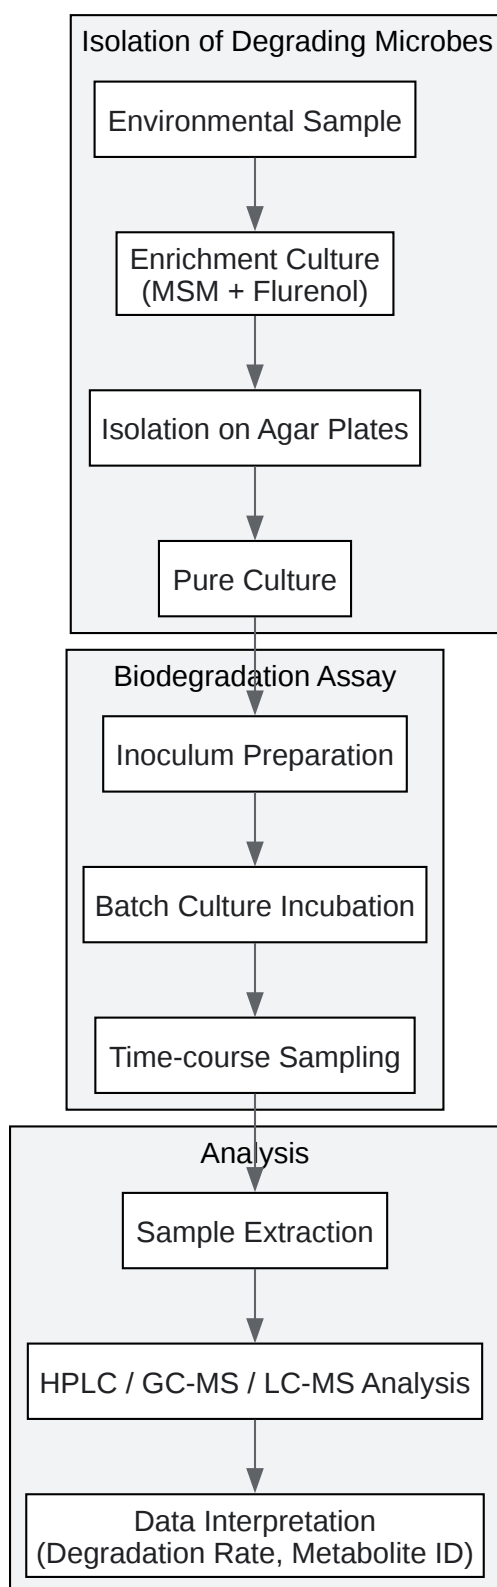 Isolation of Degrading Microbes
Environmental Sample
Enrichment Culture
(MSM + Flurenol)
Isolation on Agar Plates
Pure Culture
Biodegradation Assay
Inoculum Preparation
Batch Culture Incubation
Time-course Sampling
Analysis
Sample Extraction
HPLC / GC-MS / LC-MS Analysis
Data Interpretation
(Degradation Rate, Metabolite ID)